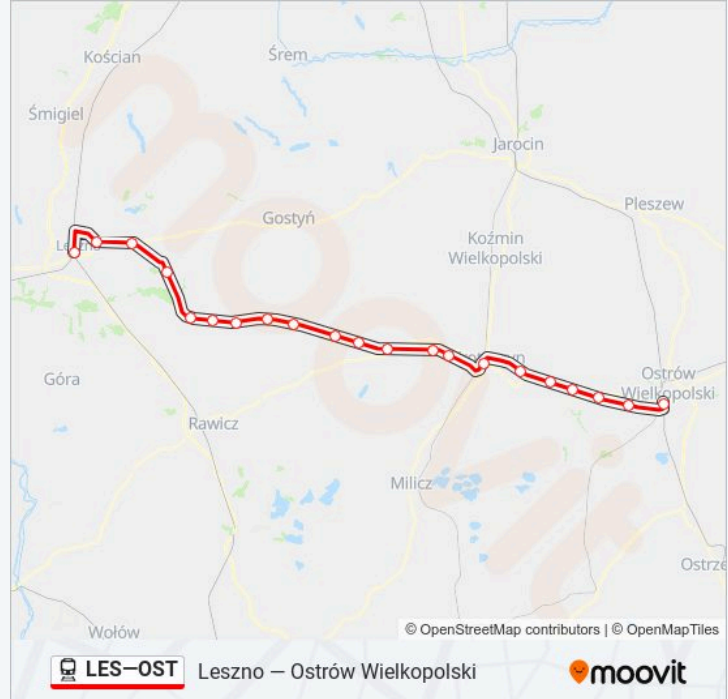 Kościan
Śrem
Śmigiel
Jarocin
Pleszew
Gostyń
Koźmin
Wielkopolski
Ostrów
Wielkopolski
Góra
Rawicz
Milicz
Wołów
© OpenStreetMap contributors | © OpenMapTiles
LES—OST
Leszno — Ostrów Wielkopolski
moovit